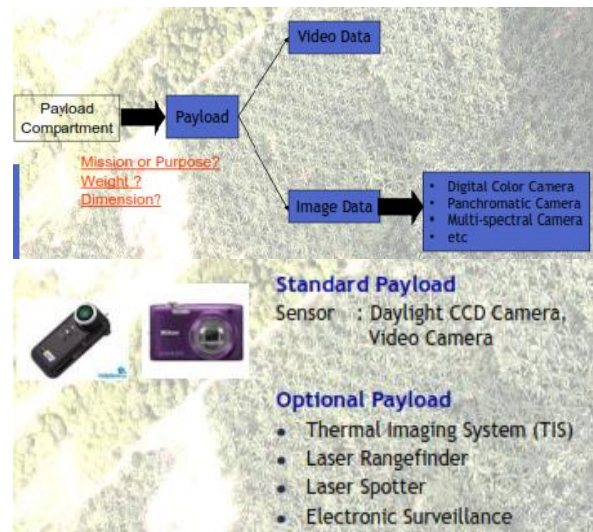 Video Data
Payload
Compartment
Payload
Mission or Purpose?
Weight ?
Dimension?
Image Data
• Digital Color Camera
• Panchromatic Camera
• Multi-spectral Camera
• etc
Standard Payload
Sensor : Daylight CCD Camera,
Video Camera
Nikon
Optional Payload
• Thermal Imaging System (TIS)
• Laser Rangefinder
• Laser Spotter
• Electronic Surveillance